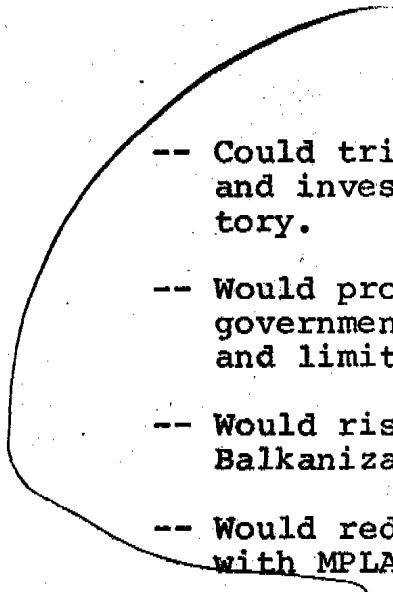 -- Could tri
and inves
tory.
-- Would pro
governmen
and limit
-- Would ris
Balkaniza
-- Would red
with MPLA